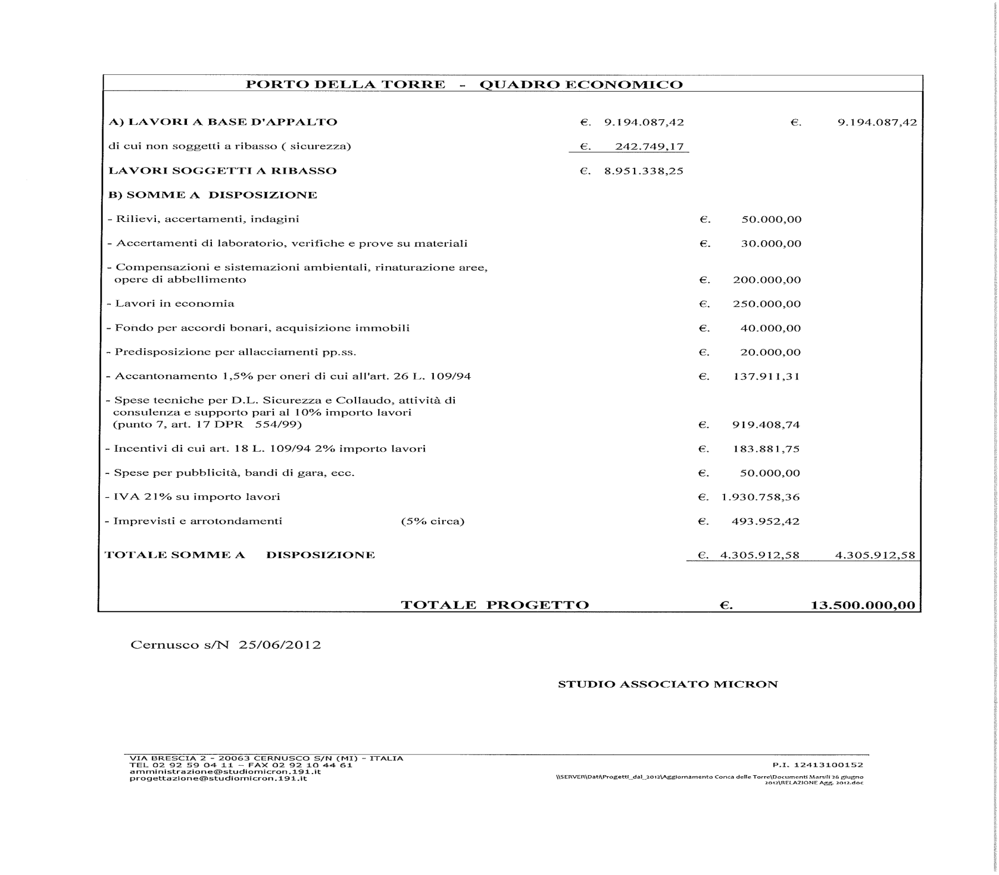 PORTO DELLA TORRE - QUADRO ECONOMICO
A) LAVORI A BASE D'APPALTO €. 9.194.087,42 €. 9.194.087,42
di cui non soggetti a ribasso ( sicurezza) €. 242.749,17
LAVORI SOGGETTI A RIBASSO €. 8.951.338,25
B) SOMME A DISPOSIZIONE
- Rilievi, accertamenti, indagini €. 50.000,00
- Accertamenti di laboratorio, verifiche e prove su materiali €. 30.000,00
- Compensazioni e sistemazioni ambientali, rinaturazione aree,
opere di abbellimento €. 200.000,00
- Lavori in economia €. 250.000,00
- Fondo per accordi bonari, acquisizione immobili €. 40.000,00
- Predisposizione per allacciamenti pp.ss. €. 20.000,00
- Accantonamento 1,5% per oneri di cui all'art. 26 L. 109/94 €. 137.911,31
- Spese tecniche per D.L. Sicurezza e Collaudo, attività di
consulenza e supporto pari al 10% importo lavori
(punto 7, art. 17 DPR 554/99) €. 919.408,74
- Incentivi di cui art. 18 L. 109/94 2% importo lavori €. 183.881,75
- Spese per pubblicità, bandi di gara, ecc. €. 50.000,00
- IVA 21% su importo lavori €. 1.930.758,36
- Imprevisti e arrotondamenti (5% circa) €. 493.952,42
TOTALE SOMME A DISPOSIZIONE €. 4.305.912,58 4.305.912,58
TOTALE PROGETTO €. 13.500.000,00
Cernusco s/N 25/06/2012
STUDIO ASSOCIATO MICRON
VIA BRESCIA 2 - 20063 CERNUSCO S/N (MI) - ITALIA
TEL 02 92 59 04 11 – FAX 02 92 10 44 61 P.I. 12413100152
amministrazione@studiomicron.191.it
progettazione@studiomicron.191.it
\\SERVER\Dati\Progetti_dal_2012\Aggiornamento Conca delle Torre\Documenti Marsili 26 giugno
2012\RELAZIONE Agg. 2012.doc